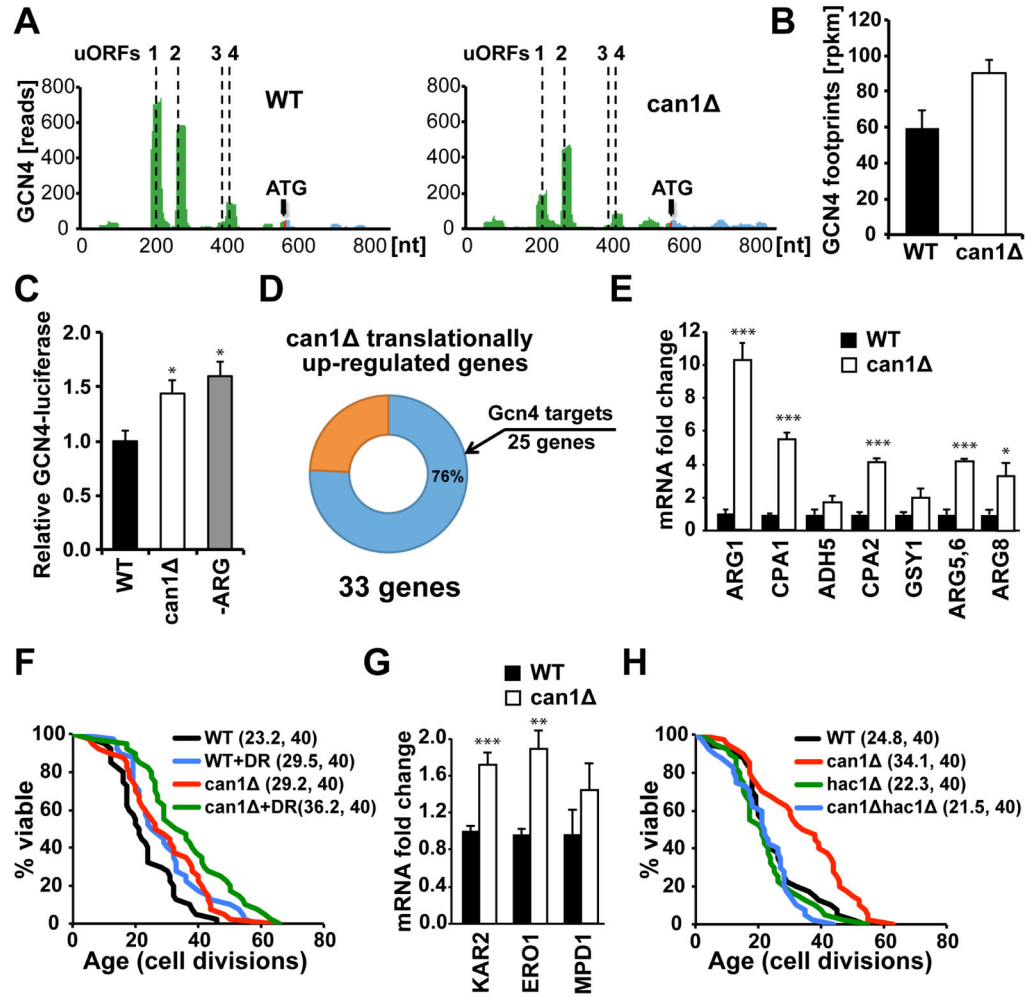 A
uORFs 1 2 3 4
GCN4 [reads]
800
600
400
200
0
WT
ATG
0 200 400 600 800 [nt]
uORFs 1 2 3 4
800
600
400
200
0
can1Δ
ATG
0 200 400 600 800 [nt]
B
GCN4 footprints [rpkm]
120
100
80
60
40
20
0
WT can1Δ
C
Relative GCN4-luciferase
2.0
1.5
1.0
0.5
0.0
* *
WT can1Δ -ARG
D
can1Δ translationally
up-regulated genes
Gcn4 targets
25 genes
76%
33 genes
E
WT
can1Δ
mRNA fold change
12
10
8
6
4
2
0
*** *** *** *** *
ARG1 CPA1 ADH5 CPA2 GSY1 ARG5,6 ARG8
F
% viable
100
80
60
40
20
0
WT (23.2, 40)
WT+DR (29.5, 40)
can1Δ (29.2, 40)
can1Δ+DR(36.2, 40)
0 20 40 60 80
Age (cell divisions)
G
WT
can1Δ
mRNA fold change
2.0
1.6
1.2
0.8
0.4
0.0
*** **
KAR2 ERO1 MPD1
H
% viable
100
80
60
40
20
0
WT (24.8, 40)
can1Δ (34.1, 40)
hac1Δ (22.3, 40)
can1Δhac1Δ (21.5, 40)
0 20 40 60 80
Age (cell divisions)